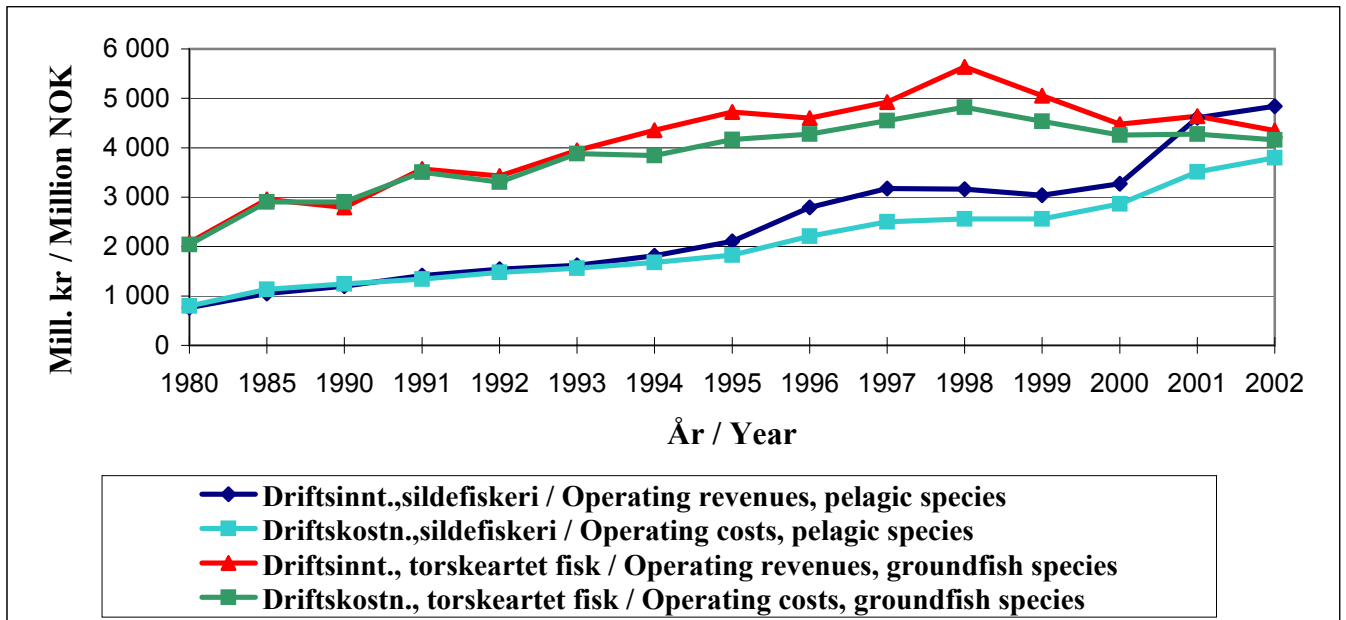 6 000
5 000
4 000
3 000
2 000
1 000
0
Mill. kr / Million NOK
1980 1985 1990 1991 1992 1993 1994 1995 1996 1997 1998 1999 2000 2001 2002
År / Year
Driftsinnt.,sildefiskeri / Operating revenues, pelagic species
Driftskostn.,sildefiskeri / Operating costs, pelagic species
Driftsinnt., torskeartet fisk / Operating revenues, groundfish species
Driftskostn., torskeartet fisk / Operating costs, groundfish species